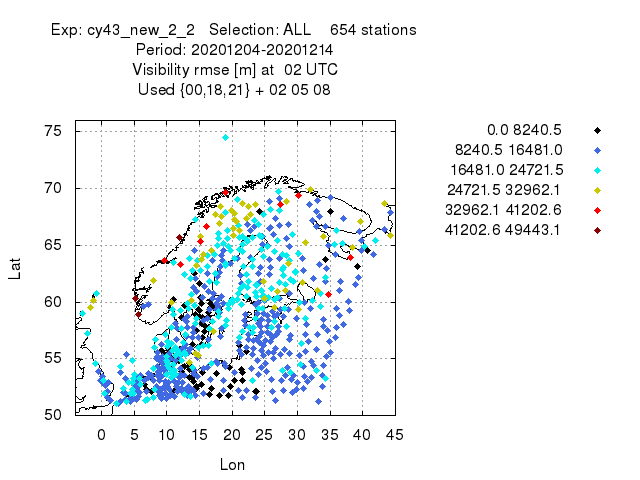 Exp: cy43_new_2_2   Selection: ALL    654 stations
Period: 20201204-20201214
Visibility rmse [m] at  02 UTC
Used {00,18,21} + 02 05 08
0.0 8240.5
8240.5 16481.0
16481.0 24721.5
24721.5 32962.1
32962.1 41202.6
41202.6 49443.1
75
70
65
60
55
50
Lat
0 5 10 15 20 25 30 35 40 45
Lon